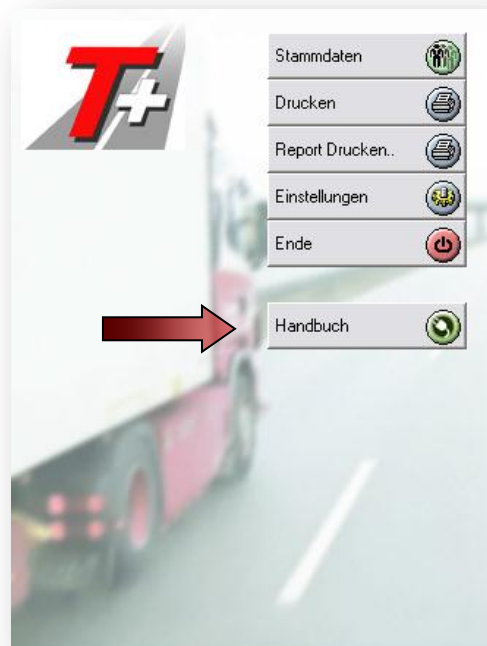 T+
Stammdaten
Drucken
Report Drucken..
Einstellungen
Ende
Handbuch